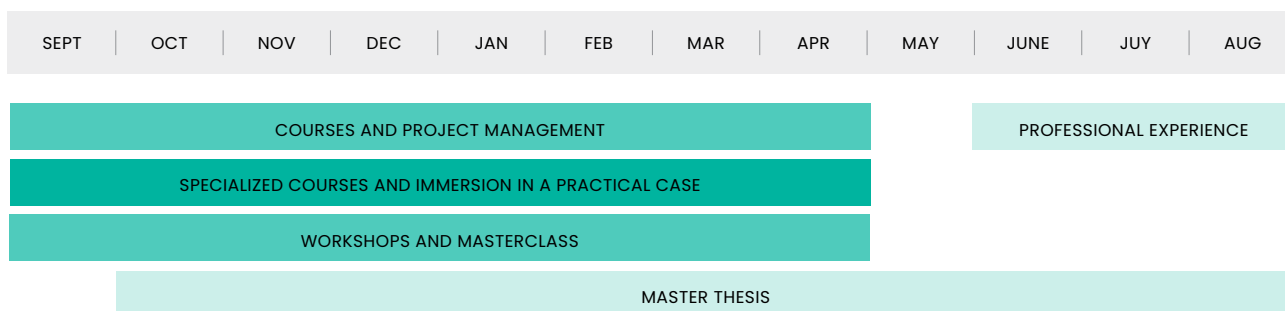 SEPT OCT NOV DEC JAN FEB MAR APR MAY JUNE JUY AUG
COURSES AND PROJECT MANAGEMENT PROFESSIONAL EXPERIENCE
SPECIALIZED COURSES AND IMMERSION IN A PRACTICAL CASE
WORKSHOPS AND MASTERCLASS
MASTER THESIS